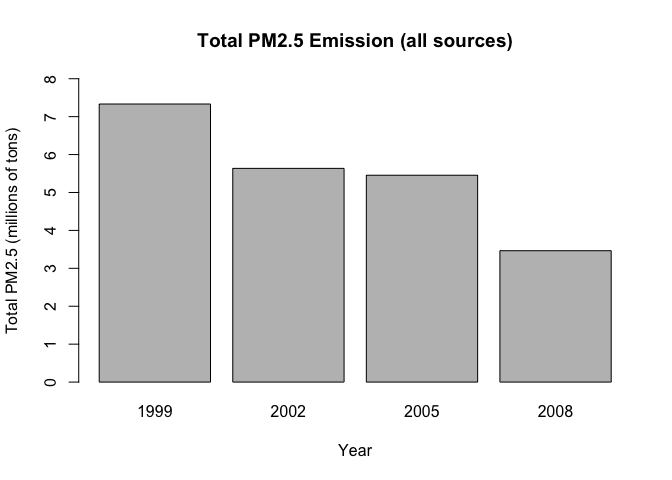 Total PM2.5 Emission (all sources)
Total PM2.5 (millions of tons)
8
7
6
5
4
3
2
1
0
1999 2002 2005 2008
Year